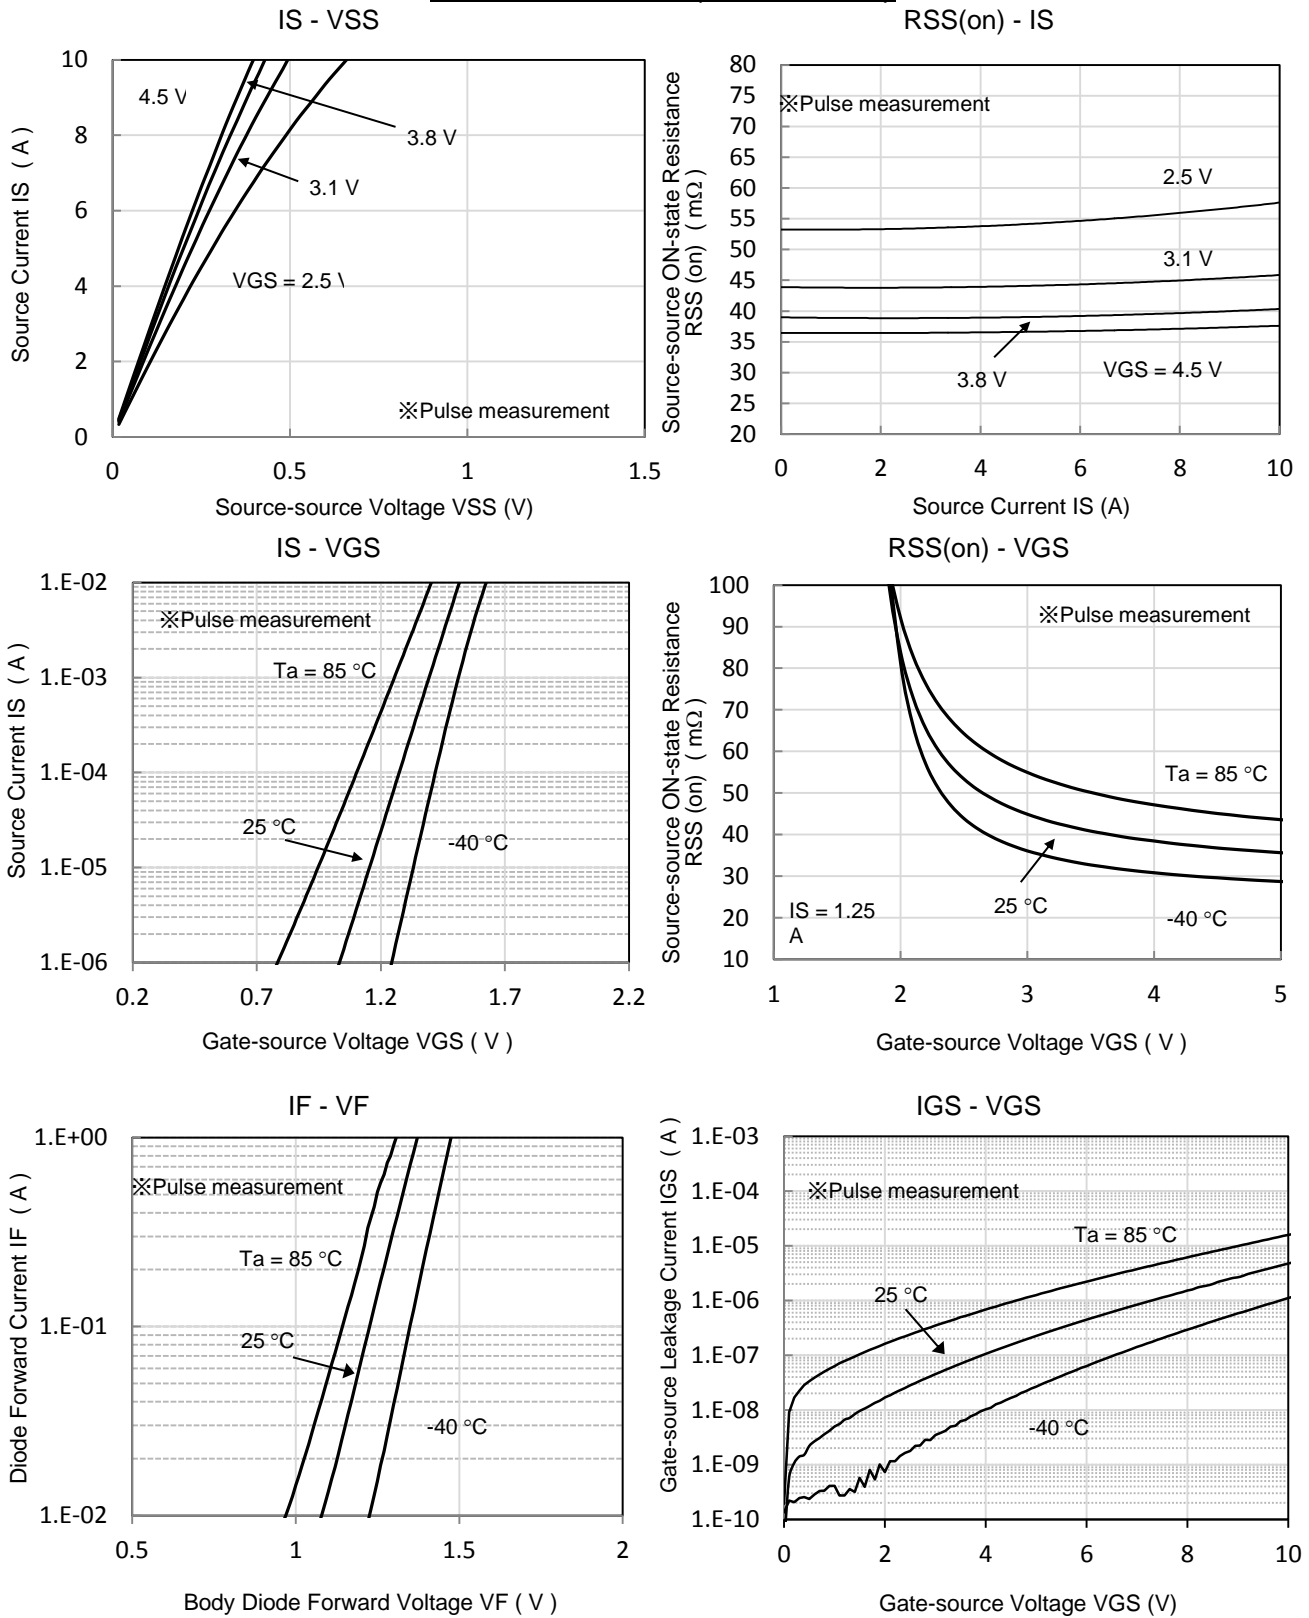 IS - VSS
Source Current IS ( A )
10
8
6
4
2
0
0
0.5
1
1.5
4.5 V
3.8 V
3.1 V
VGS = 2.5 V
※Pulse measurement
Source-source Voltage VSS (V)
RSS(on) - IS
Source-source ON-state Resistance
RSS (on) ( mΩ )
80
75
70
65
60
55
50
45
40
35
30
25
20
0
2
4
6
8
10
※Pulse measurement
2.5 V
3.1 V
3.8 V
VGS = 4.5 V
Source Current IS (A)
IS - VGS
Source Current IS ( A )
1.E-02
1.E-03
1.E-04
1.E-05
1.E-06
0.2
0.7
1.2
1.7
2.2
※Pulse measurement
Ta = 85 °C
25 °C
-40 °C
Gate-source Voltage VGS ( V )
RSS(on) - VGS
Source-source ON-state Resistance
RSS (on) ( mΩ )
100
90
80
70
60
50
40
30
20
10
1
2
3
4
5
※Pulse measurement
Ta = 85 °C
25 °C
-40 °C
IS = 1.25
A
Gate-source Voltage VGS ( V )
IF - VF
Diode Forward Current IF ( A )
1.E+00
1.E-01
1.E-02
0.5
1
1.5
2
※Pulse measurement
Ta = 85 °C
25 °C
-40 °C
Body Diode Forward Voltage VF ( V )
IGS - VGS
Gate-source Leakage Current IGS ( A )
1.E-03
1.E-04
1.E-05
1.E-06
1.E-07
1.E-08
1.E-09
1.E-10
0
2
4
6
8
10
※Pulse measurement
Ta = 85 °C
25 °C
-40 °C
Gate-source Voltage VGS (V)